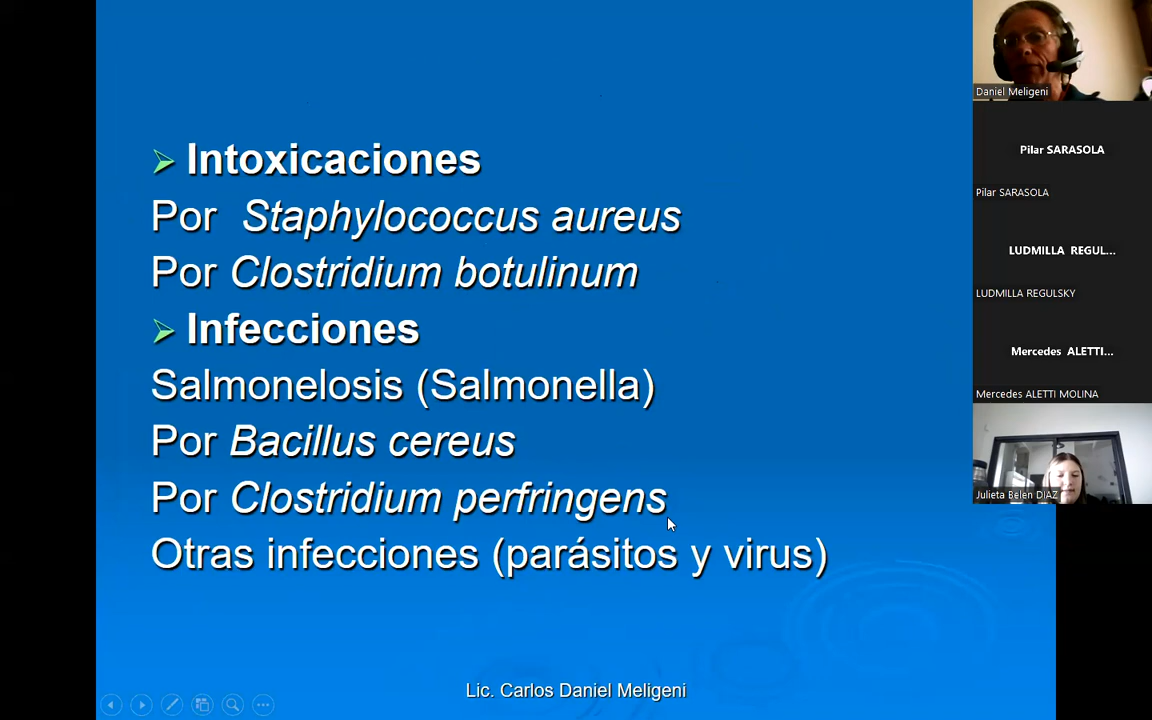 Intoxicaciones
Por Staphylococcus aureus
Por Clostridium botulinum
Infecciones
Salmonelosis (Salmonella)
Por Bacillus cereus
Por Clostridium perfringens
Otras infecciones (parásitos y virus)
Lic. Carlos Daniel Meligeni
Daniel Meligeni
Pilar SARASOLA
Pilar SARASOLA
LUDMILLA REGUL...
LUDMILLA REGULSKY
Mercedes ALETTI...
Mercedes ALETTI MOLINA
Julieta Belen DIAZ